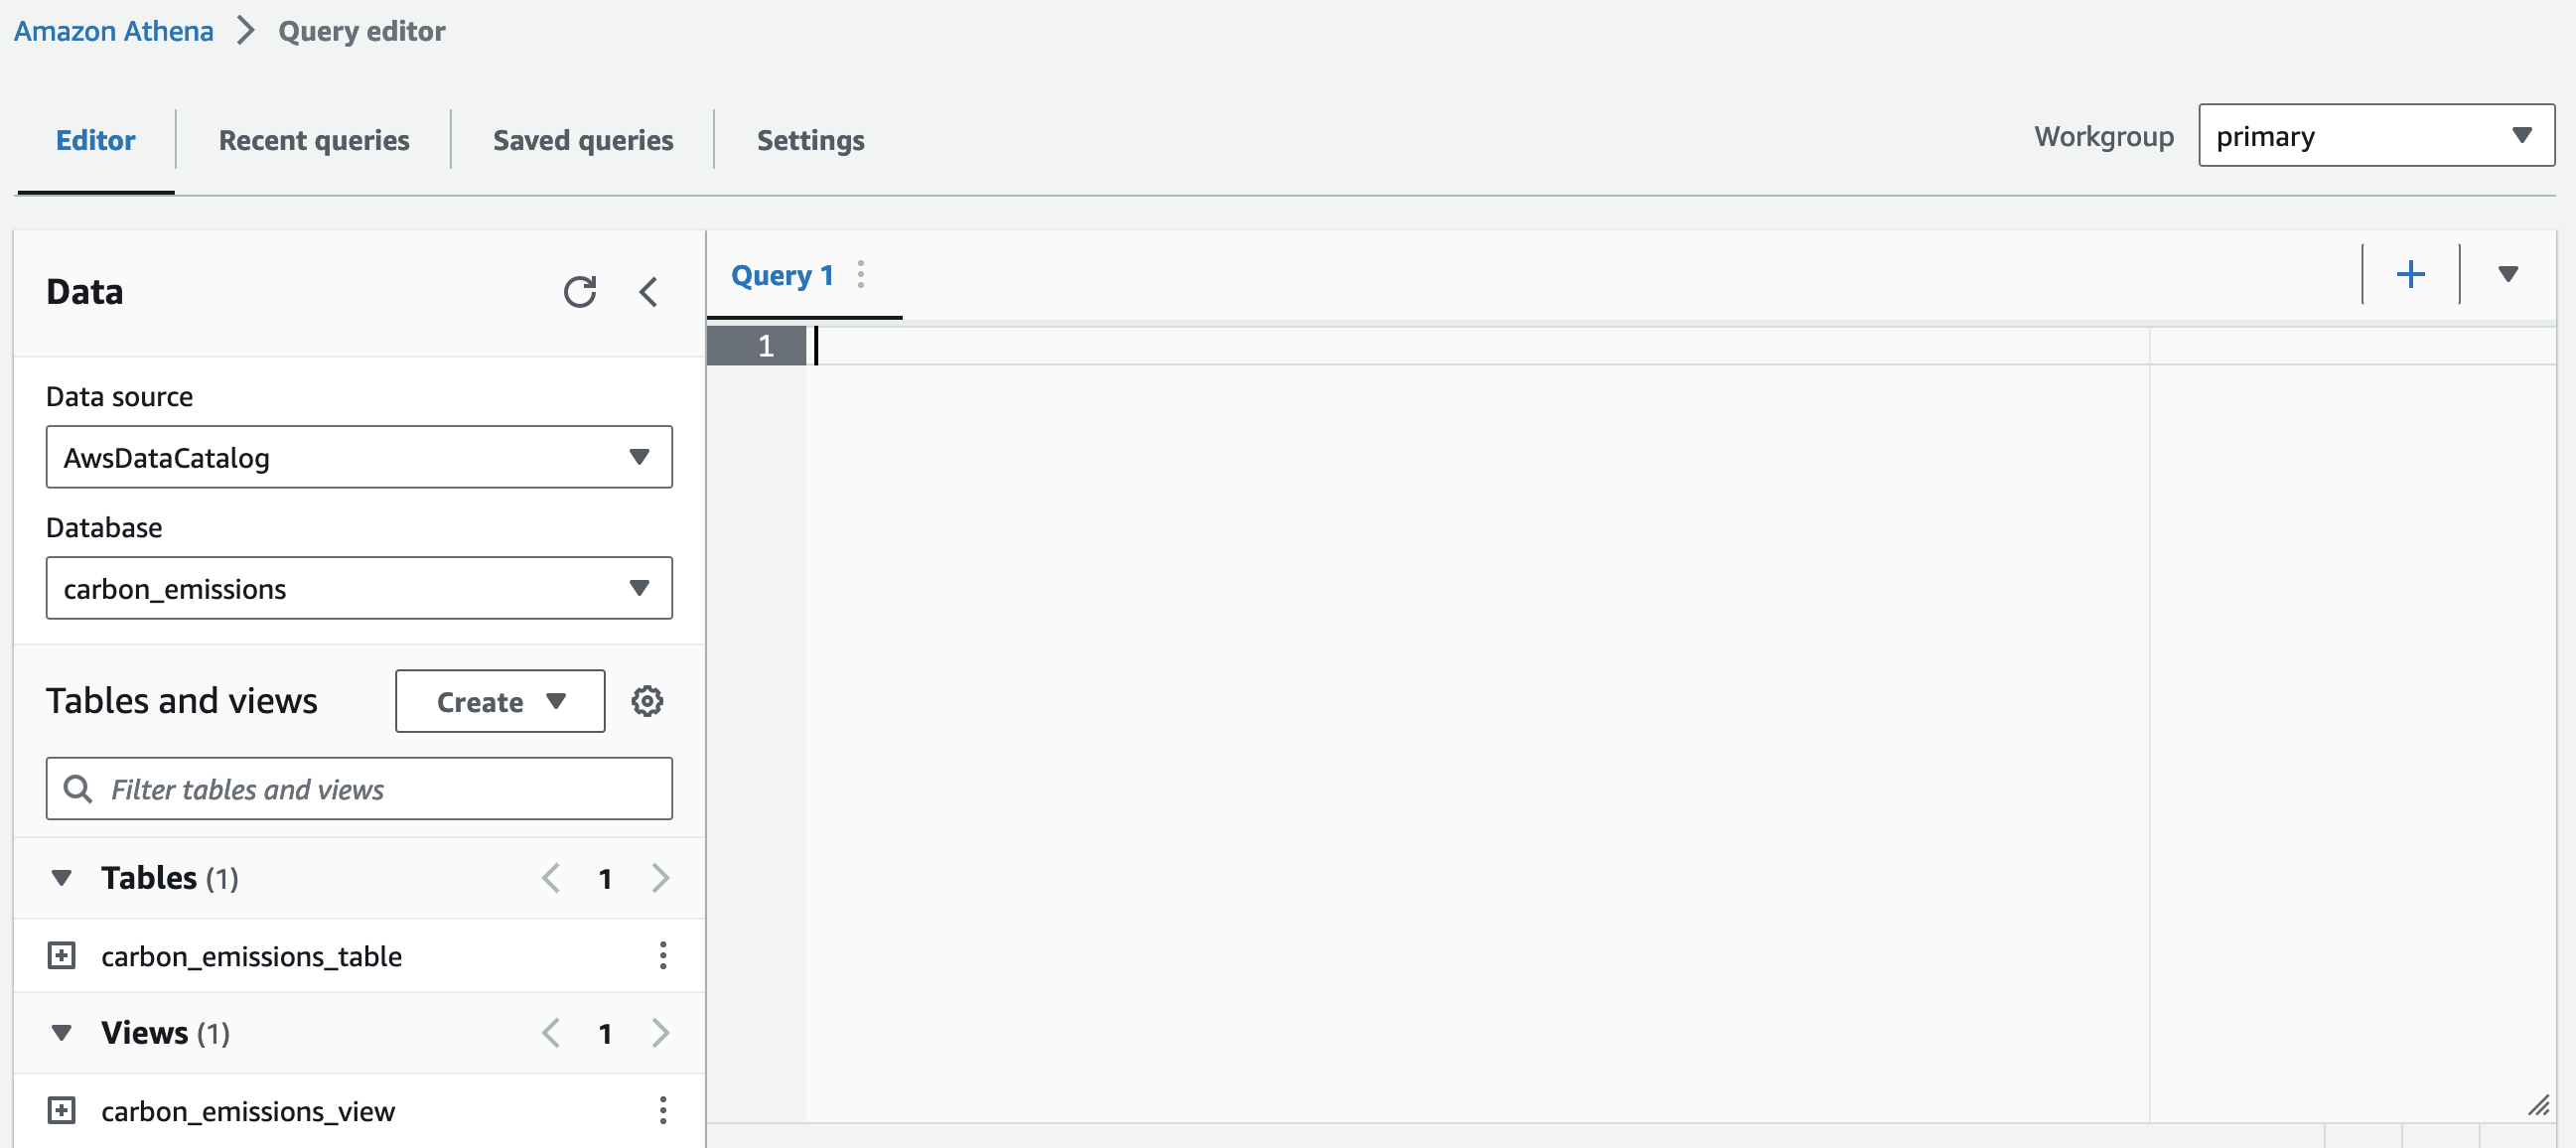 Amazon Athena > Query editor
Editor Recent queries Saved queries Settings
Workgroup primary
Data
Data source
AwsDataCatalog
Database
carbon_emissions
Tables and views Create
Filter tables and views
Tables (1) 1
carbon_emissions_table
Views (1) 1
carbon_emissions_view
Query 1
1